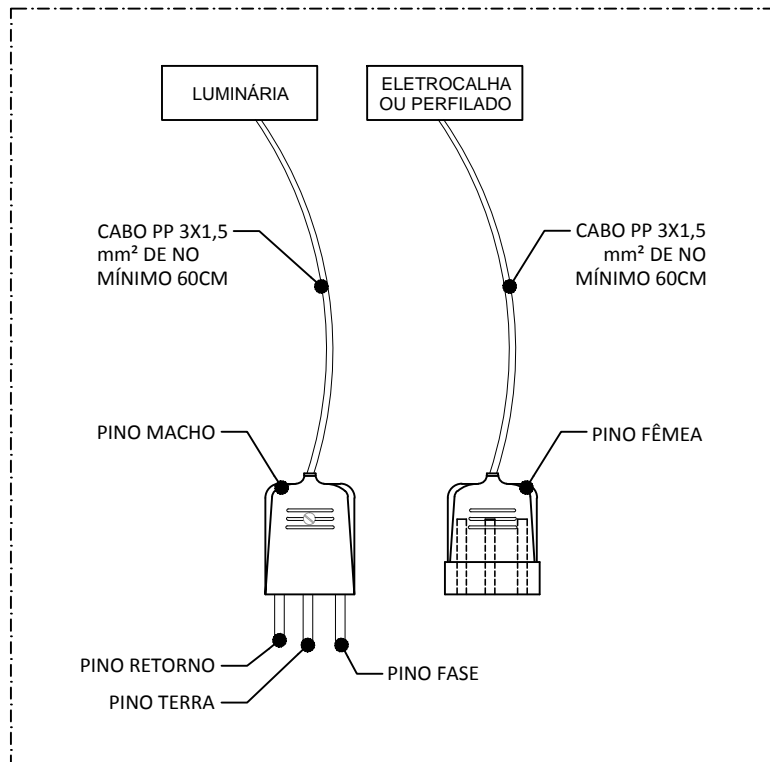 LUMINÁRIA
ELETROCALHA
OU PERFILADO
CABO PP 3X1,5
mm² DE NO
MÍNIMO 60CM
CABO PP 3X1,5
mm² DE NO
MÍNIMO 60CM
PINO MACHO
PINO FÊMEA
PINO RETORNO
PINO FASE
PINO TERRA